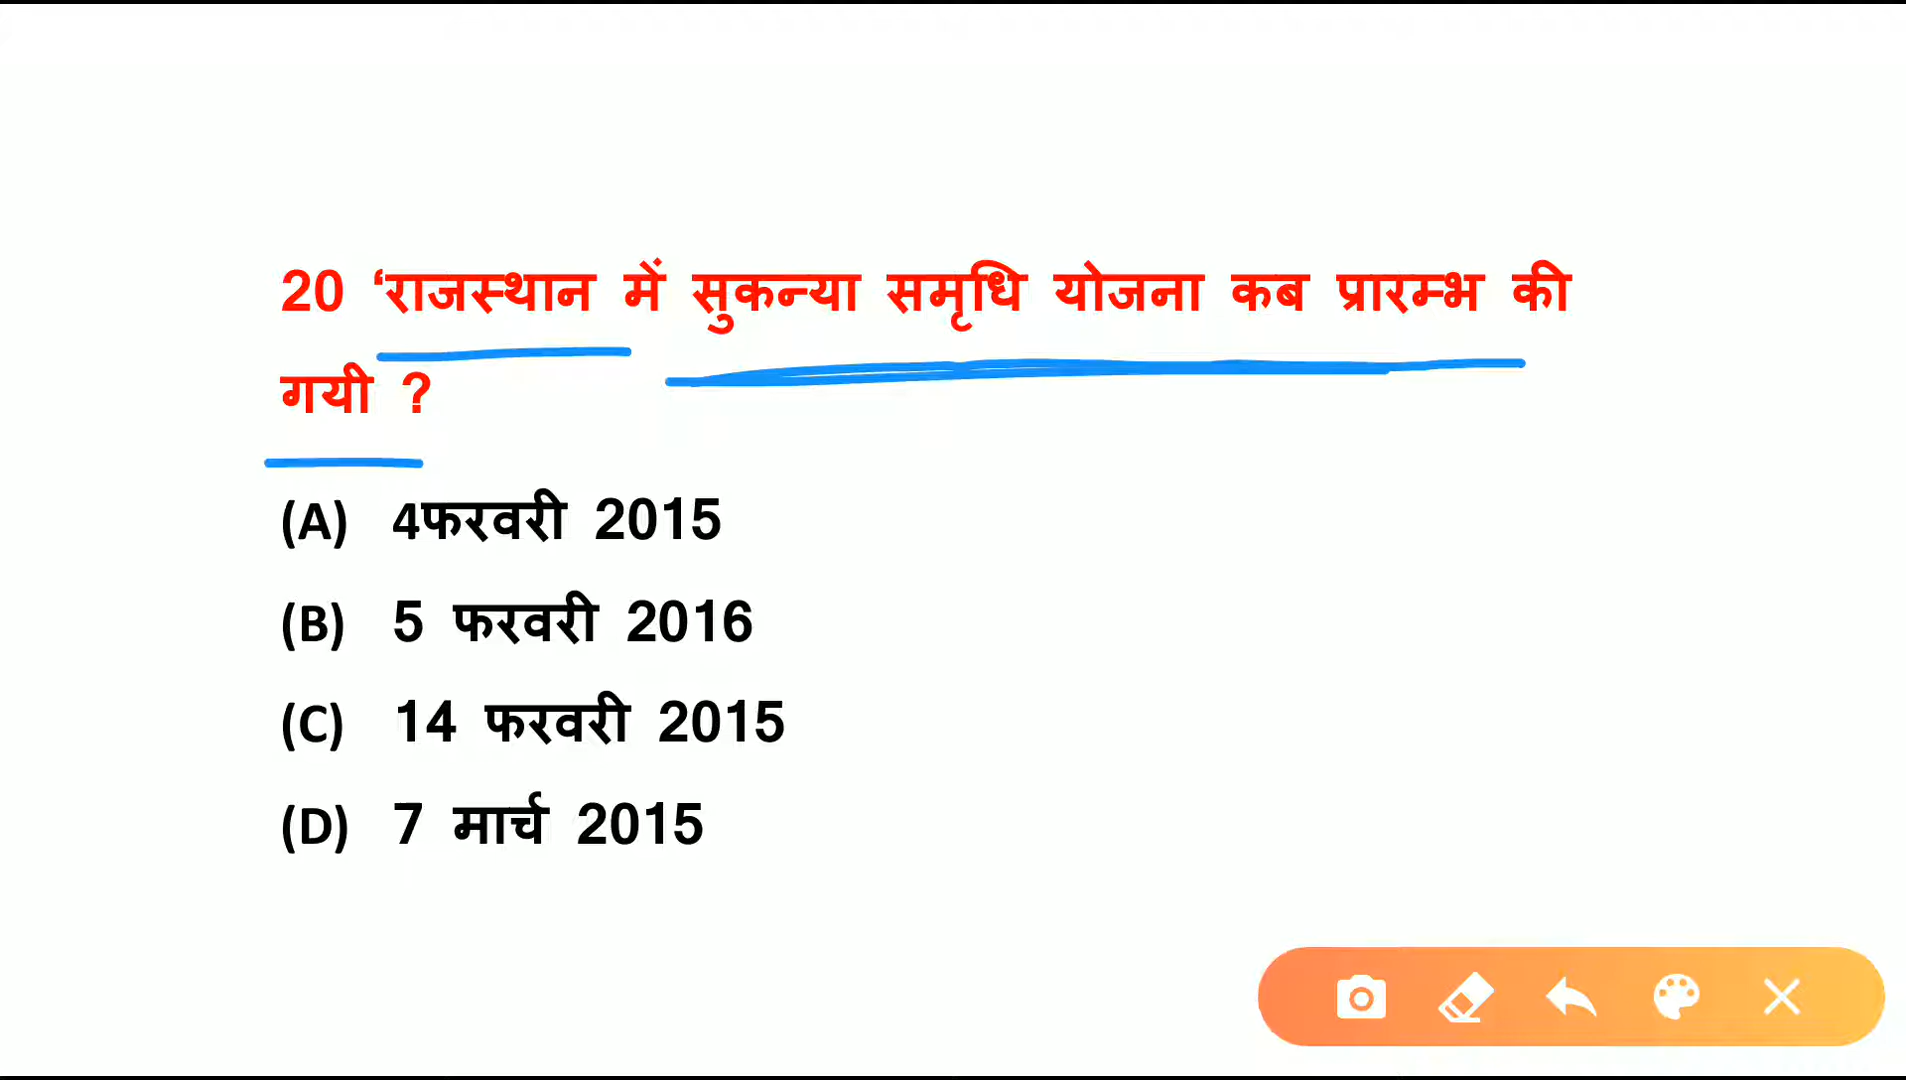 20 ‘राजस्थान में सुकन्या समृधि योजना कब प्रारम्भ की
गयी ?
(A) 4फरवरी 2015
(B) 5 फरवरी 2016
(C) 14 फरवरी 2015
(D) 7 मार्च 2015